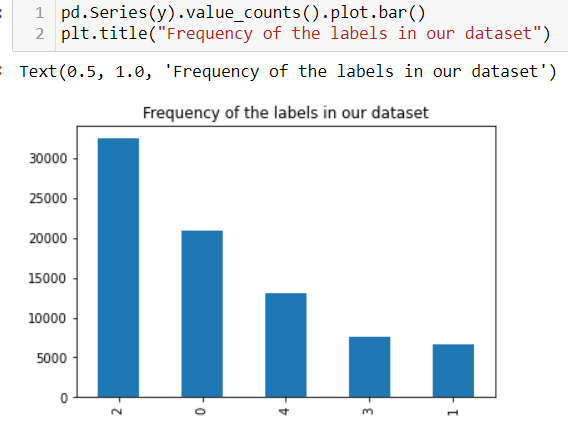 1 pd.Series(y).value_counts().plot.bar()
2 plt.title("Frequency of the labels in our dataset")
Text(0.5, 1.0, 'Frequency of the labels in our dataset')
Frequency of the labels in our dataset
30000
25000
20000
15000
10000
5000
0
2 0 4 3 1